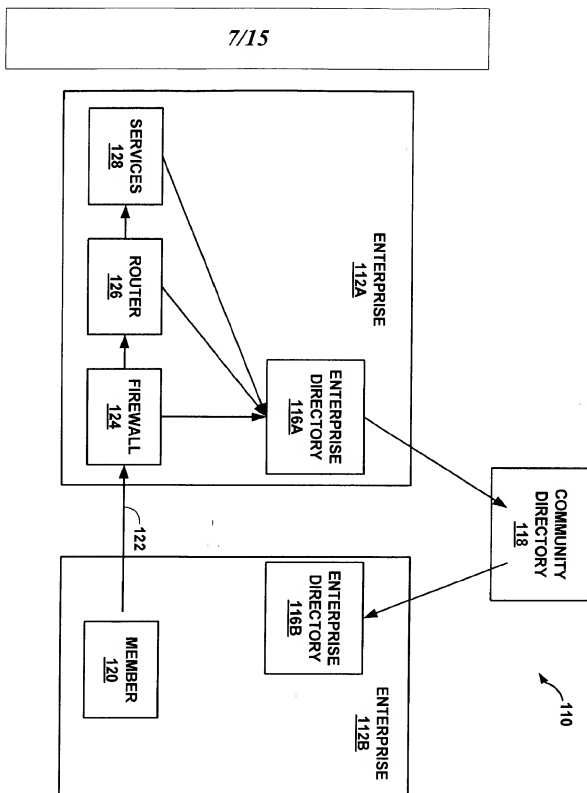 7/15
110
COMMUNITY
DIRECTORY
118
ENTERPRISE
112A
ENTERPRISE
DIRECTORY
116A
SERVICES
128
ROUTER
126
FIREWALL
124
122
ENTERPRISE
112B
ENTERPRISE
DIRECTORY
116B
MEMBER
120